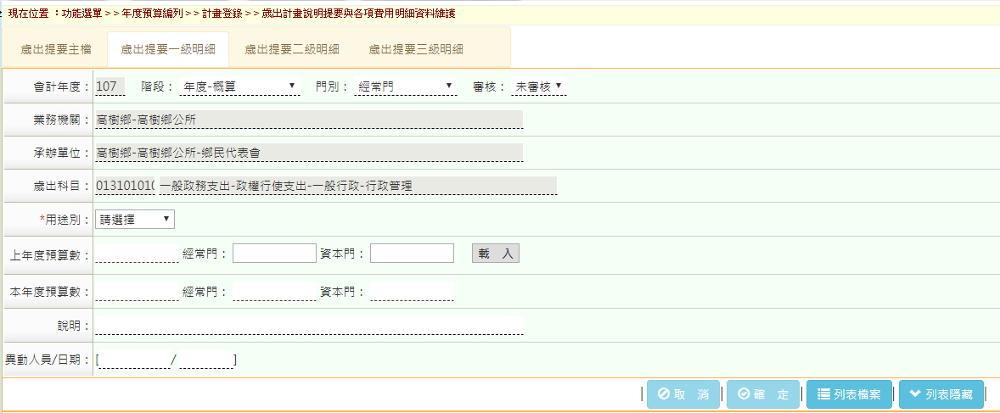 現在位置 ：功能選單>>年度預算編列>>計畫登錄>>歲出計畫說明提要與各項費用明細資料維護
歲出提要主檔 歲出提要一級明細 歲出提要二級明細 歲出提要三級明細
會計年度： 107 階段： 年度-概算 門別： 經常門 審核： 未審核
業務機關： 高樹鄉-高樹鄉公所
承辦單位： 高樹鄉-高樹鄉公所-鄉民代表會
歲出科目： 013101010 一般政務支出-政權行使支出-一般行政-行政管理
*用途別： 請選擇
上年度預算數： 經常門： 資本門： 載 入
本年度預算數： 經常門： 資本門：
說明：
異動人員/日期： [ / ]
| 取 消 | 確 定 | 列表檔案 | 列表隱藏 |